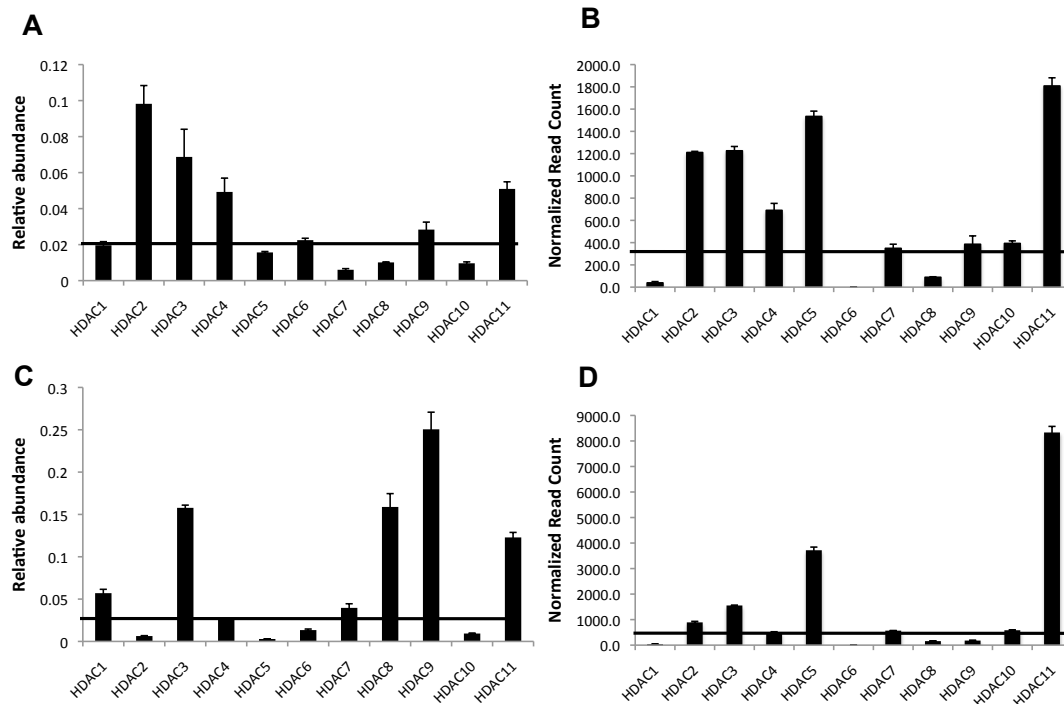 A
Relative abundance
0.12
0.1
0.08
0.06
0.04
0.02
0
HDAC1
HDAC2
HDAC3
HDAC4
HDAC5
HDAC6
HDAC7
HDAC8
HDAC9
HDAC10
HDAC11
B
Normalized Read Count
2000.0
1800.0
1600.0
1400.0
1200.0
1000.0
800.0
600.0
400.0
200.0
0.0
HDAC1
HDAC2
HDAC3
HDAC4
HDAC5
HDAC6
HDAC7
HDAC8
HDAC9
HDAC10
HDAC11
C
Relative abundance
0.3
0.25
0.2
0.15
0.1
0.05
0
HDAC1
HDAC2
HDAC3
HDAC4
HDAC5
HDAC6
HDAC7
HDAC8
HDAC9
HDAC10
HDAC11
D
Normalized Read Count
9000.0
8000.0
7000.0
6000.0
5000.0
4000.0
3000.0
2000.0
1000.0
0.0
HDAC1
HDAC2
HDAC3
HDAC4
HDAC5
HDAC6
HDAC7
HDAC8
HDAC9
HDAC10
HDAC11